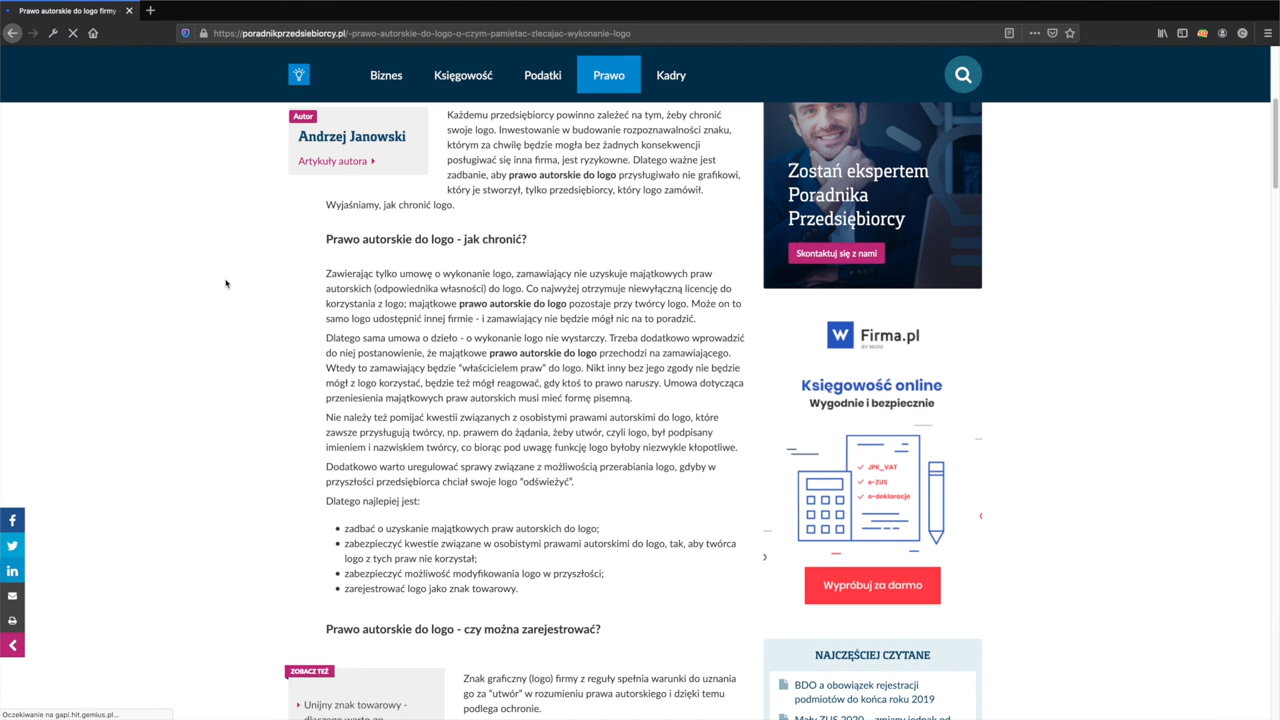 Prawo autorskie do logo firmy
https://poradnikprzedsiebiorcy.pl/-prawo-autorskie-do-logo-o-czym-pamietac-zlecajac-wykonanie-logo
Biznes
Księgowość
Podatki
Prawo
Kadry
Autor
Andrzej Janowski
Artykuły autora
Każdemu przedsiębiorcy powinno zależeć na tym, żeby chronić
swoje logo. Inwestowanie w budowanie rozpoznawalności znaku,
którym za chwilę będzie mogła bez żadnych konsekwencji
posługiwać się inna firma, jest ryzykowne. Dlatego ważne jest
zadbanie, aby prawo autorskie do logo przysługiwało nie grafikowi,
który je stworzył, tylko przedsiębiorcy, który logo zamówił.
Wyjaśniamy, jak chronić logo.
Prawo autorskie do logo - jak chronić?
Zawierając tylko umowę o wykonanie logo, zamawiający nie uzyskuje majątkowych praw
autorskich (odpowiednika własności) do logo. Co najwyżej otrzymuje niewyłączną licencję do
korzystania z logo; majątkowe prawo autorskie do logo pozostaje przy twórcy logo. Może on to
samo logo udostępnić innej firmie - i zamawiający nie będzie mógł nic na to poradzić.
Dlatego sama umowa o dzieło - o wykonanie logo nie wystarczy. Trzeba dodatkowo wprowadzić
do niej postanowienie, że majątkowe prawo autorskie do logo przechodzi na zamawiającego.
Wtedy to zamawiający będzie "właścicielem praw" do logo. Nikt inny bez jego zgody nie będzie
mógł z logo korzystać, będzie też mógł reagować, gdy ktoś to prawo naruszy. Umowa dotycząca
przeniesienia majątkowych praw autorskich musi mieć formę pisemną.
Nie należy też pomijać kwestii związanych z osobistymi prawami autorskimi do logo, które
zawsze przysługują twórcy, np. prawem do żądania, żeby utwór, czyli logo, był podpisany
imieniem i nazwiskiem twórcy, co biorąc pod uwagę funkcję logo byłoby niezwykle kłopotliwe.
Dodatkowo warto uregulować sprawy związane z możliwością przerabiania logo, gdyby w
przyszłości przedsiębiorca chciał swoje logo "odświeżyć".
Dlatego najlepiej jest:
• zadbać o uzyskanie majątkowych praw autorskich do logo;
• zabezpieczyć kwestie związane w osobistymi prawami autorskimi do logo, tak, aby twórca
logo z tych praw nie korzystał;
• zabezpieczyć możliwość modyfikowania logo w przyszłości;
• zarejestrować logo jako znak towarowy.
Prawo autorskie do logo - czy można zarejestrować?
ZOBACZ TEŻ
Unijny znak towarowy -
dlaczego warto go
Znak graficzny (logo) firmy z reguły spełnia warunki do uznania
go za "utwór" w rozumieniu prawa autorskiego i dzięki temu
podlega ochronie.
Zostań ekspertem
Poradnika
Przedsiębiorcy
Skontaktuj się z nami
W Firma.pl
Księgowość online
Wygodnie i bezpiecznie
JPK_VAT
e-ZUS
e-deklaracje
Wypróbuj za darmo
NAJCZĘŚCIEJ CZYTANE
BDO a obowiązek rejestracji
podmiotów do końca roku 2019
Mały ZUS 2020 - zmiany jednak od
Oczekiwanie na gapl.hit.gemius.pl...